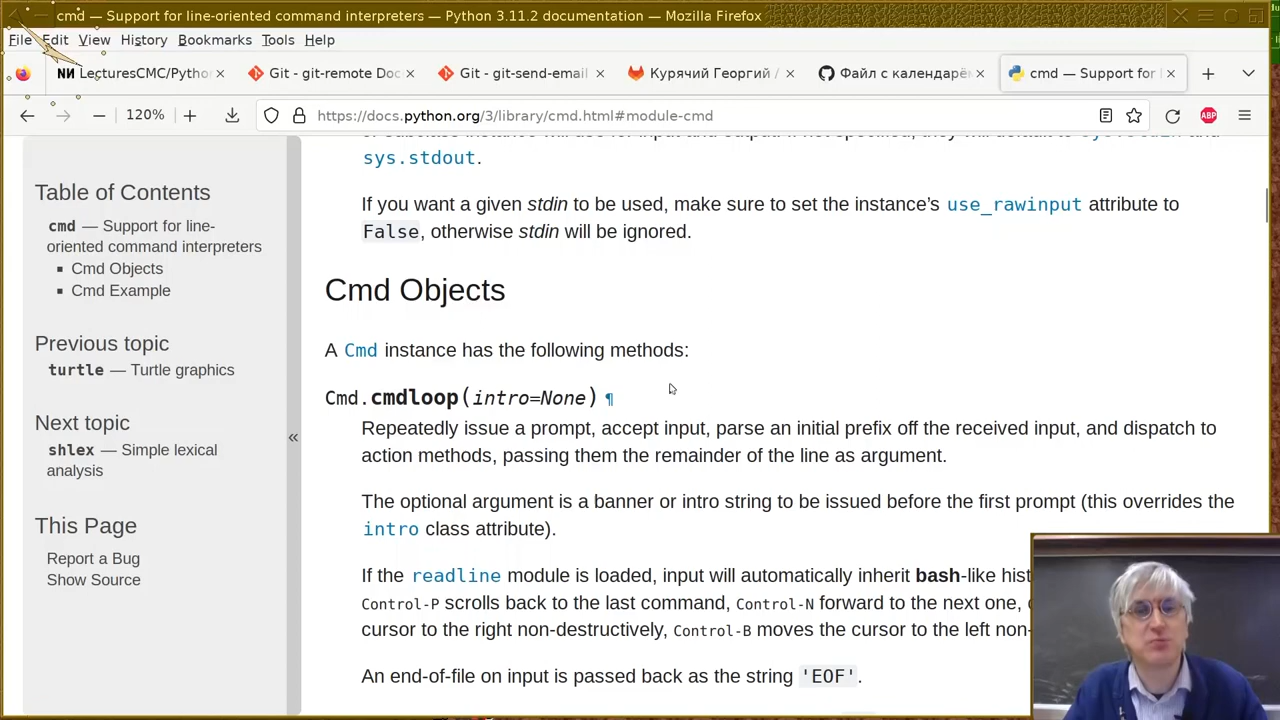 cmd — Support for line-oriented command interpreters — Python 3.11.2 documentation — Mozilla Firefox
File Edit View History Bookmarks Tools Help
LecturesCMC/Python
Git - git-remote Doc
Git - git-send-email
Курячий Георгий /
Файл с календарё
cmd — Support for l
120%
https://docs.python.org/3/library/cmd.html#module-cmd
ABP
sys.stdout.
If you want a given stdin to be used, make sure to set the instance’s use_rawinput attribute to
False, otherwise stdin will be ignored.
Table of Contents
cmd — Support for line-
oriented command interpreters
Cmd Objects
Cmd Example
Previous topic
turtle — Turtle graphics
Next topic
shlex — Simple lexical
analysis
This Page
Report a Bug
Show Source
«
Cmd Objects
A Cmd instance has the following methods:
Cmd.cmdloop(intro=None) ¶
Repeatedly issue a prompt, accept input, parse an initial prefix off the received input, and dispatch to
action methods, passing them the remainder of the line as argument.
The optional argument is a banner or intro string to be issued before the first prompt (this overrides the
intro class attribute).
If the readline module is loaded, input will automatically inherit bash-like hist
Control-P scrolls back to the last command, Control-N forward to the next one,
cursor to the right non-destructively, Control-B moves the cursor to the left non-
An end-of-file on input is passed back as the string 'EOF'.